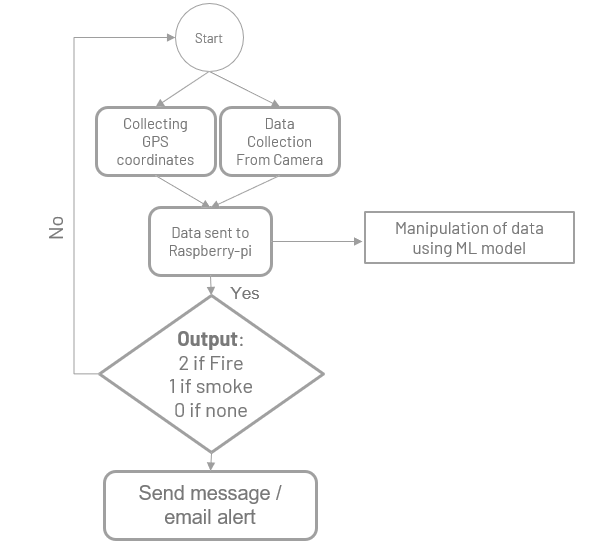 Start
Collecting
GPS
coordinates
Data
Collection
From Camera
No
Data sent to
Raspberry-pi
Manipulation of data
using ML model
Yes
Output:
2 if Fire
1 if smoke
0 if none
Send message /
email alert